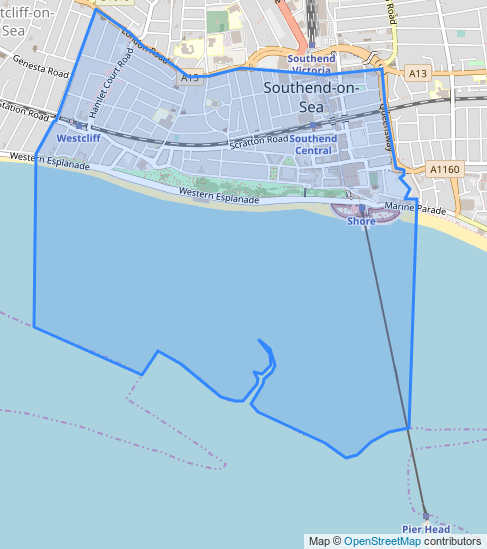 stcliff-on-
Sea
London Road
Genesta Road
Hamlet Court Road
A13
Southend
Victoria
A13
Southend-on-
Sea
Road
Station Road
Queensway
Westcliff
Scratton Road
Southend
Central
Western Esplanade
A1160
Western Esplanade
Marine Parade
Shore
Pier Head
Map © OpenStreetMap contributors